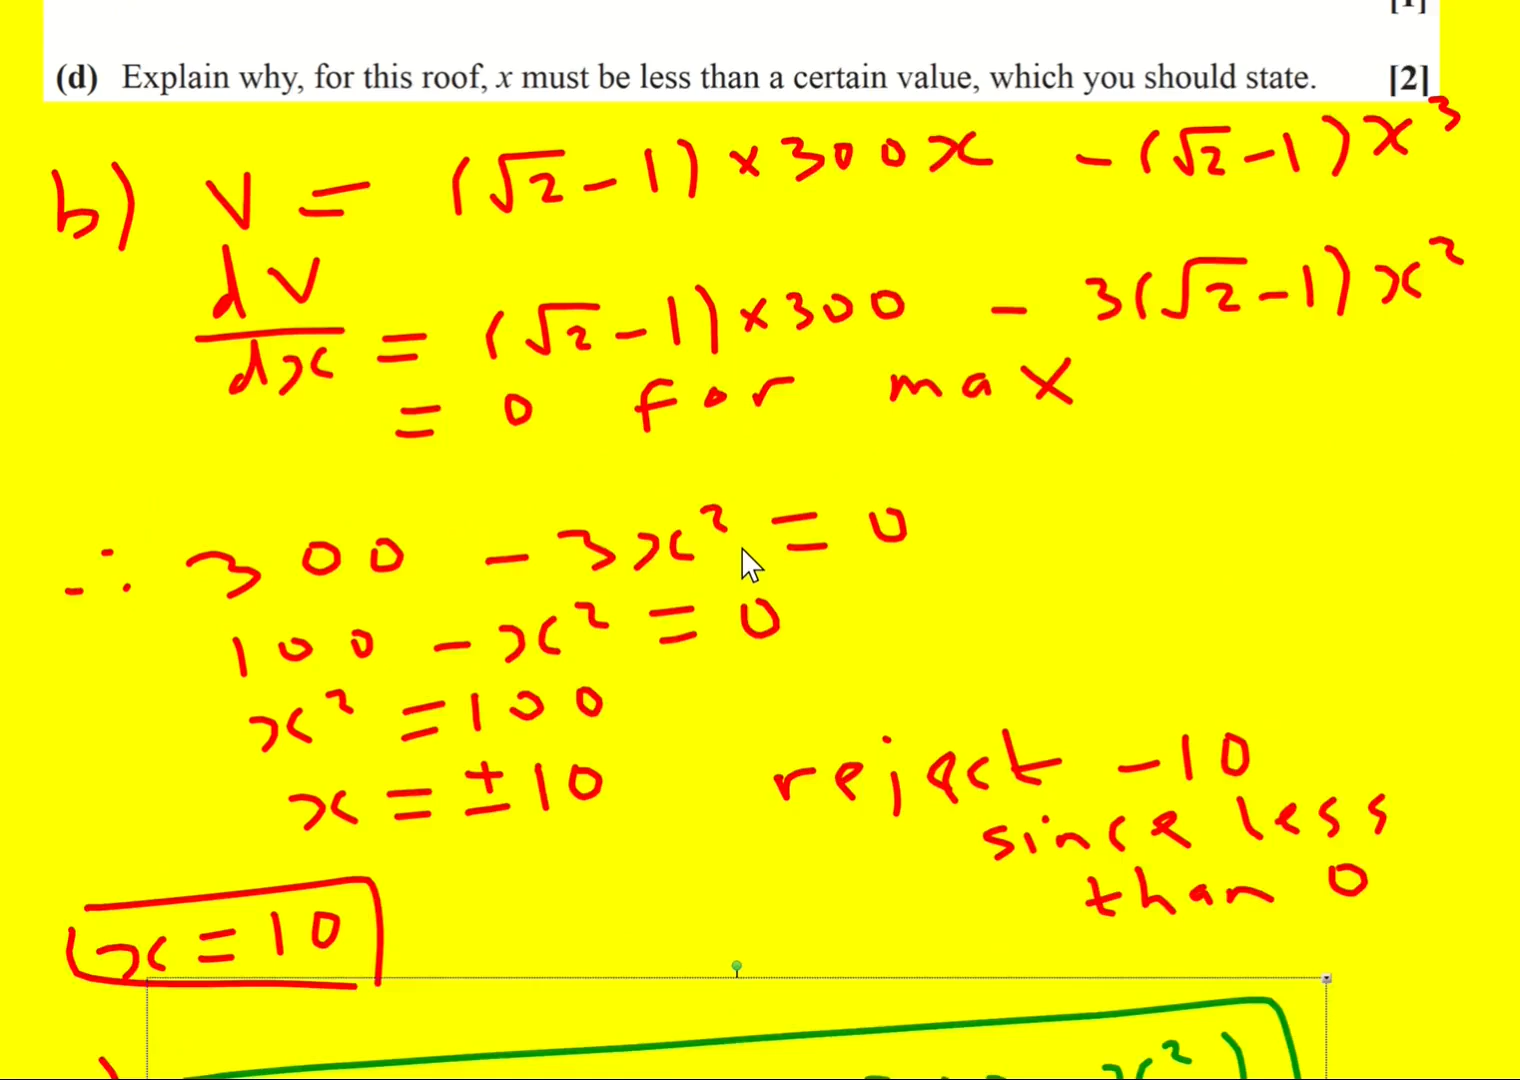 [1]
(d) Explain why, for this roof, x must be less than a certain value, which you should state. [2]
b) V = (√2 - 1) × 300x - (√2 - 1) x³
dv/dx = (√2 - 1) × 300 - 3(√2 - 1) x²
= 0 for max
∴ 300 - 3x² = 0
100 - x² = 0
x² = 100
x = ± 10 reject -10
since less
than 0
x = 10
x²)